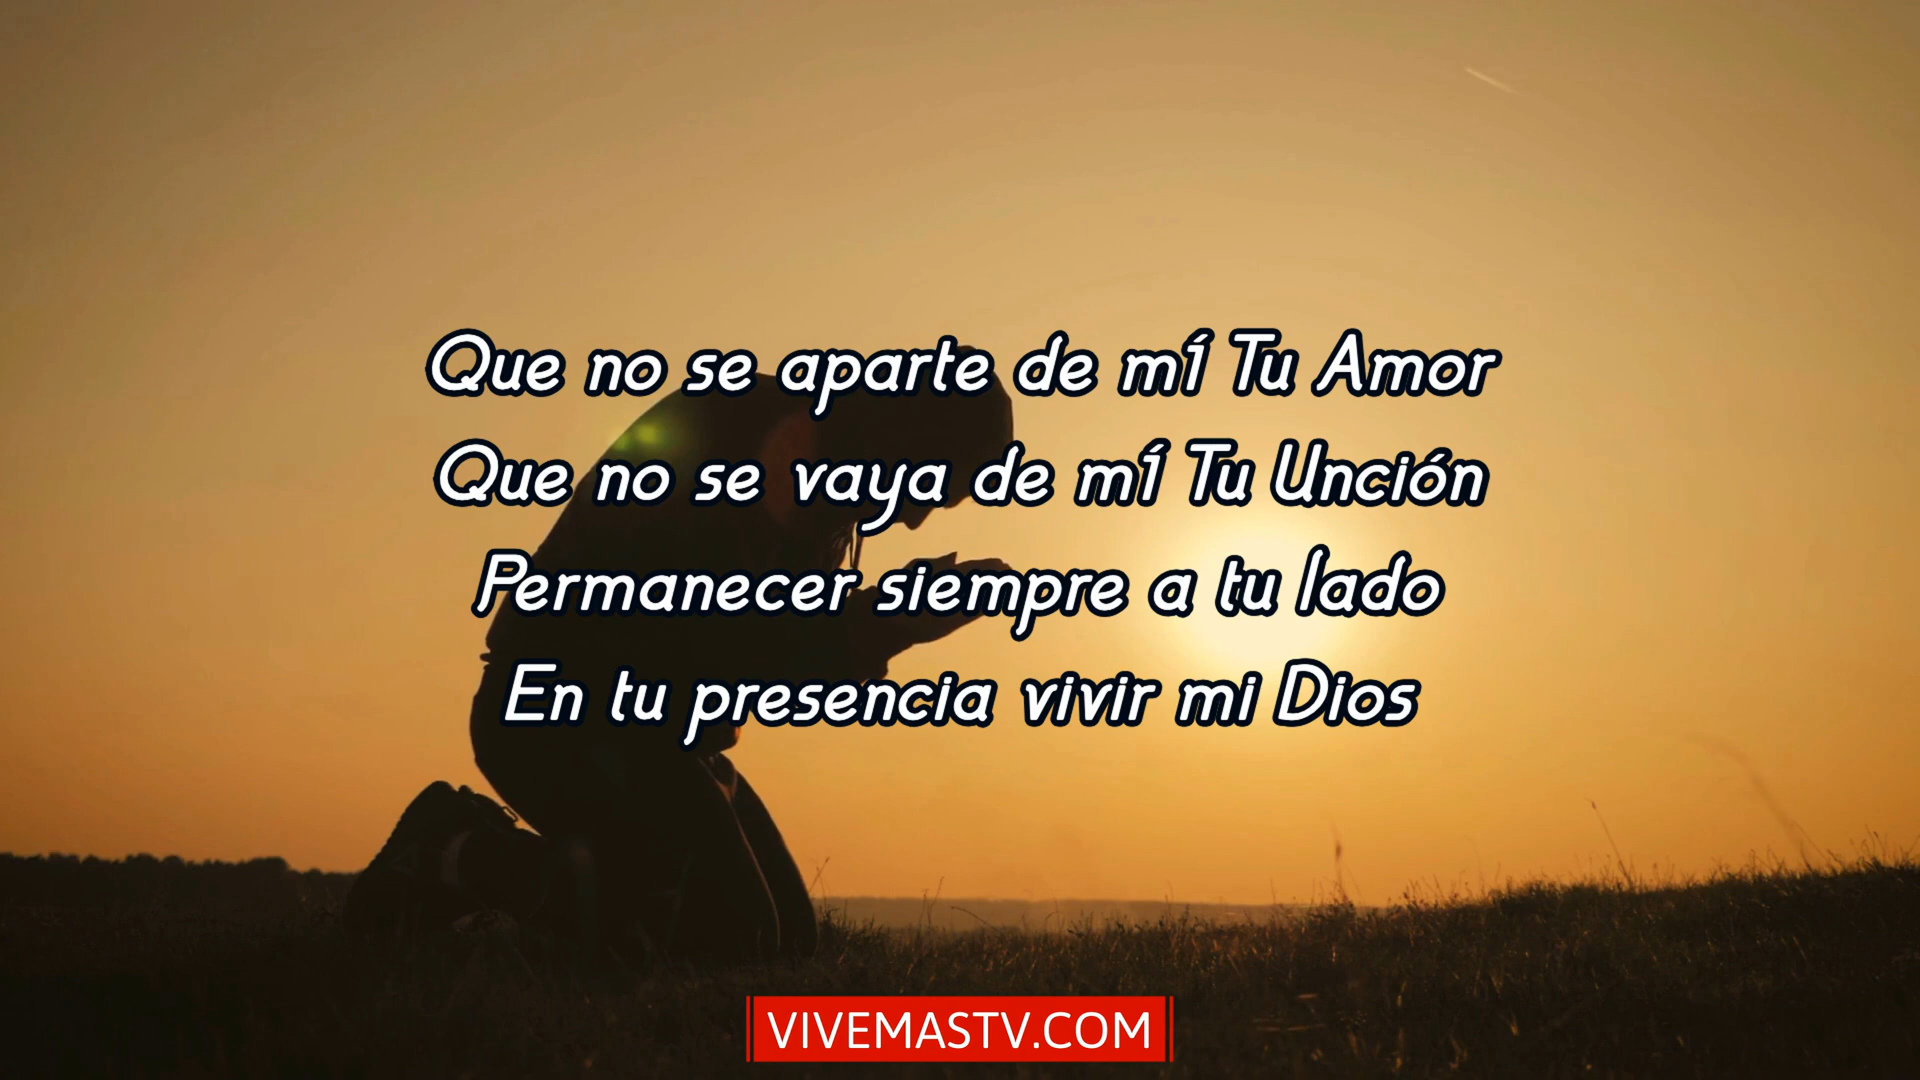 Que no se aparte de mí Tu Amor
Que no se vaya de mí Tu Unción
Permanecer siempre a tu lado
En tu presencia vivir mi Dios
VIVEMASTV.COM